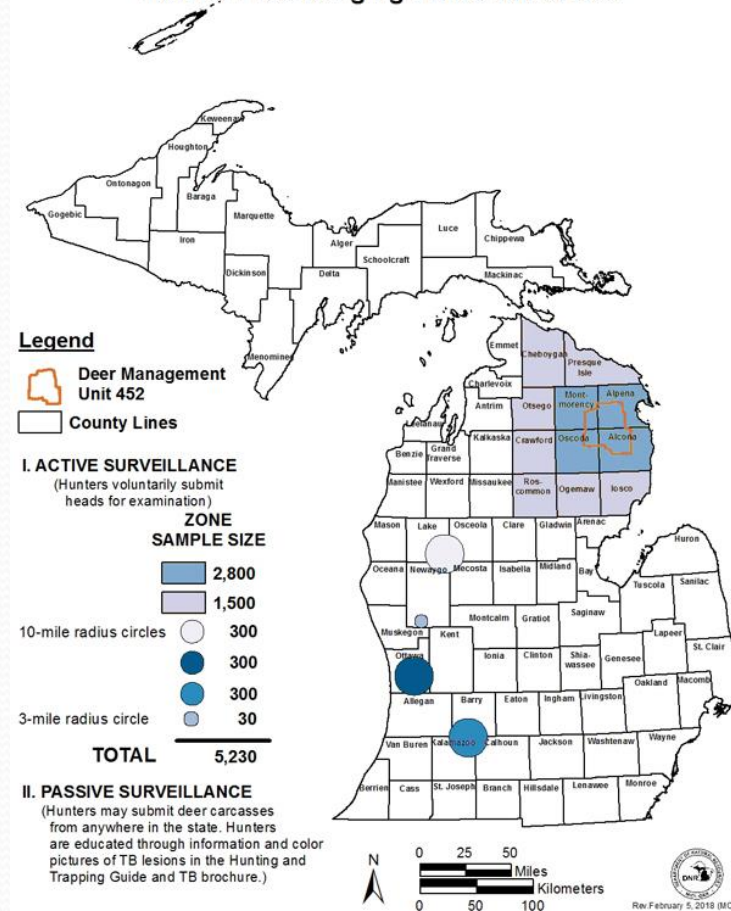 Keweenaw
Houghton
Ontonagon
Baraga
Gogebic
Marquette
Iron
Dickinson
Alger
Luce
Chippewa
Schoolcraft
Delta
Mackinac
Menominee
Legend
Deer Management
Unit 452
County Lines
I. ACTIVE SURVEILLANCE
(Hunters voluntarily submit
heads for examination)
ZONE
SAMPLE SIZE
2,800
1,500
10-mile radius circles 300
300
300
3-mile radius circle 30
TOTAL 5,230
II. PASSIVE SURVEILLANCE
(Hunters may submit deer carcasses
from anywhere in the state. Hunters
are educated through information and color
pictures of TB lesions in the Hunting and
Trapping Guide and TB brochure.)
Emmet
Cheboygan
Presque
Isle
Charlevoix
Antrim
Otsego
Mont-
morency
Alpena
Leelanau
Benzie
Grand
Traverse
Kalkaska
Crawford
Oscoda
Alcona
Manistee
Wexford
Missaukee
Ros-
common
Ogemaw
Iosco
Mason
Lake
Osceola
Clare
Gladwin
Arenac
Huron
Oceana
Newaygo
Mecosta
Isabella
Midland
Bay
Tuscola
Sanilac
Muskegon
Kent
Montcalm
Gratiot
Saginaw
Lapeer
St. Clair
Ottawa
Ionia
Clinton
Shia-
wassee
Genesee
Oakland
Macomb
Allegan
Barry
Eaton
Ingham
Livingston
Van Buren
Kalamazoo
Calhoun
Jackson
Washtenaw
Wayne
Berrien
Cass
St. Joseph
Branch
Hillsdale
Lenawee
Monroe
N
0 25 50
Miles
Kilometers
0 50 100
DNR
Rev.February 5, 2018 (MC